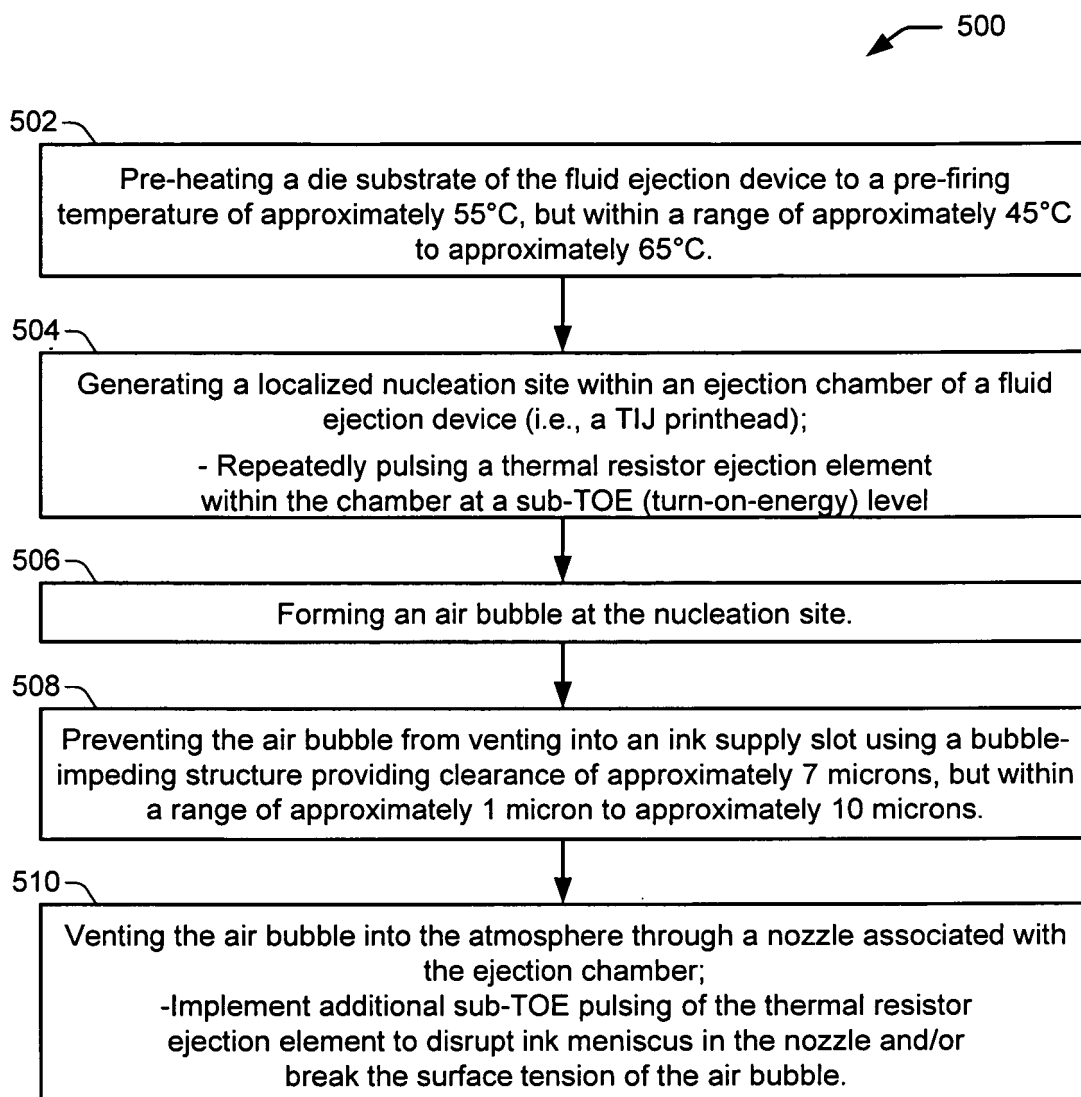 500
502
Pre-heating a die substrate of the fluid ejection device to a pre-firing
temperature of approximately 55°C, but within a range of approximately 45°C
to approximately 65°C.
504
Generating a localized nucleation site within an ejection chamber of a fluid
ejection device (i.e., a TIJ printhead);
- Repeatedly pulsing a thermal resistor ejection element
within the chamber at a sub-TOE (turn-on-energy) level
506
Forming an air bubble at the nucleation site.
508
Preventing the air bubble from venting into an ink supply slot using a bubble-
impeding structure providing clearance of approximately 7 microns, but within
a range of approximately 1 micron to approximately 10 microns.
510
Venting the air bubble into the atmosphere through a nozzle associated with
the ejection chamber;
-Implement additional sub-TOE pulsing of the thermal resistor
ejection element to disrupt ink meniscus in the nozzle and/or
break the surface tension of the air bubble.